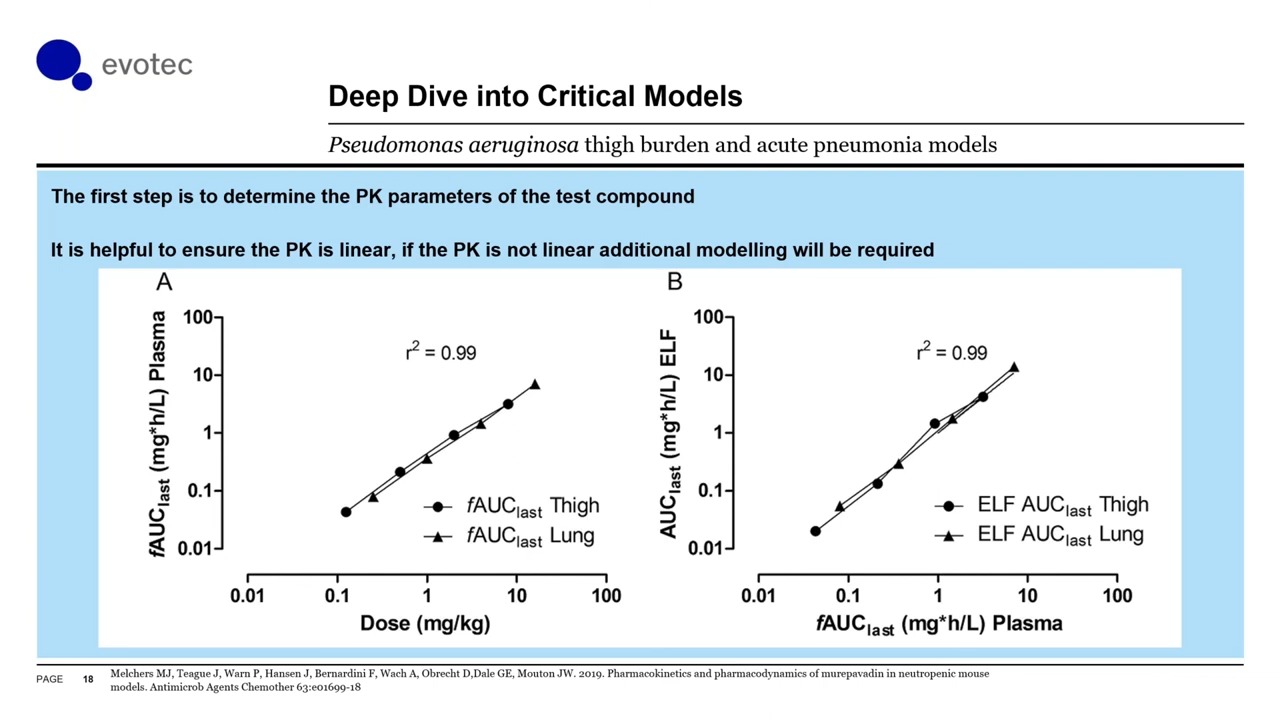 evotec
Deep Dive into Critical Models
Pseudomonas aeruginosa thigh burden and acute pneumonia models
The first step is to determine the PK parameters of the test compound
It is helpful to ensure the PK is linear, if the PK is not linear additional modelling will be required
A
fAUClast (mg*h/L) Plasma
100
10
1
0.1
0.01
r2 = 0.99
fAUClast Thigh
fAUClast Lung
0.01 0.1 1 10 100
Dose (mg/kg)
B
AUClast (mg*h/L) ELF
100
10
1
0.1
0.01
r2 = 0.99
ELF AUClast Thigh
ELF AUClast Lung
0.01 0.1 1 10 100
fAUClast (mg*h/L) Plasma
PAGE 18
Melchers MJ, Teague J, Warn P, Hansen J, Bernardini F, Wach A, Obrecht D,Dale GE, Mouton JW. 2019. Pharmacokinetics and pharmacodynamics of murepavadin in neutropenic mouse
models. Antimicrob Agents Chemother 63:e01699-18